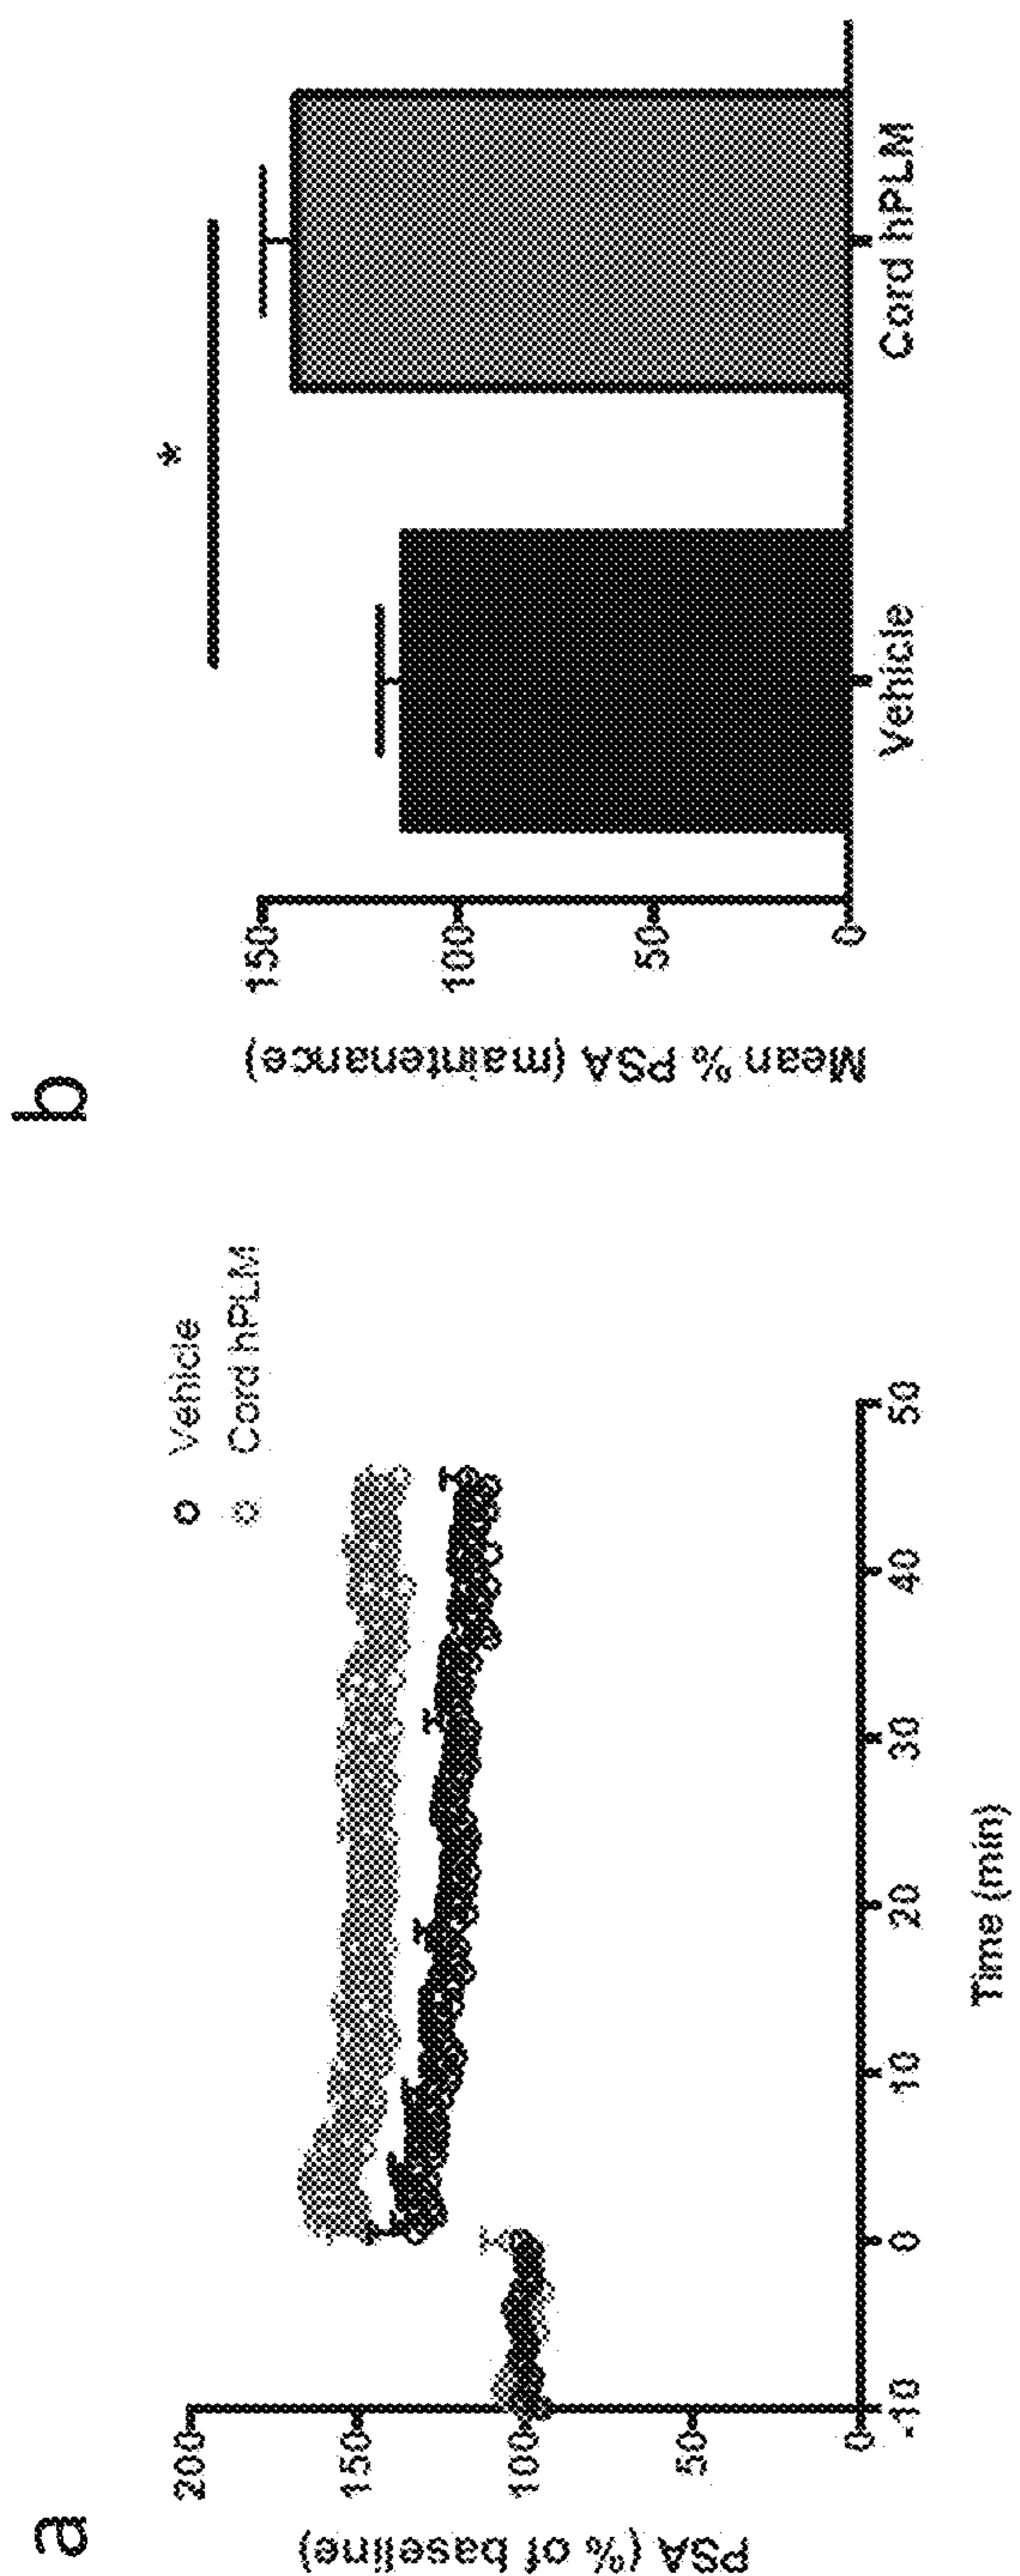 a
PSA (% of baseline)
200
150
100
50
0
-10
0
10
20
30
40
50
Time (min)
Vehicle
Cord hPLM
b
Mean % PSA (maintenance)
150
100
50
0
*
Vehicle
Cord hPLM